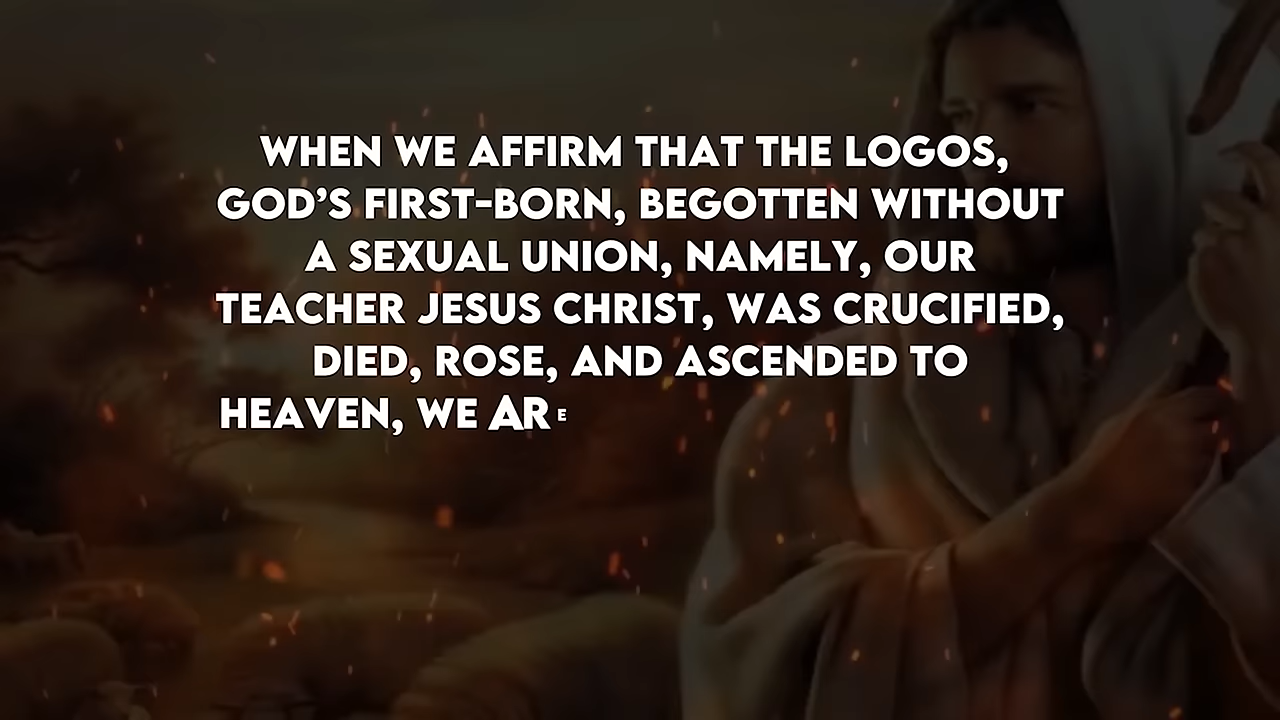 WHEN WE AFFIRM THAT THE LOGOS,
GOD’S FIRST-BORN, BEGOTTEN WITHOUT
A SEXUAL UNION, NAMELY, OUR
TEACHER JESUS CHRIST, WAS CRUCIFIED,
DIED, ROSE, AND ASCENDED TO
HEAVEN, WE ARE